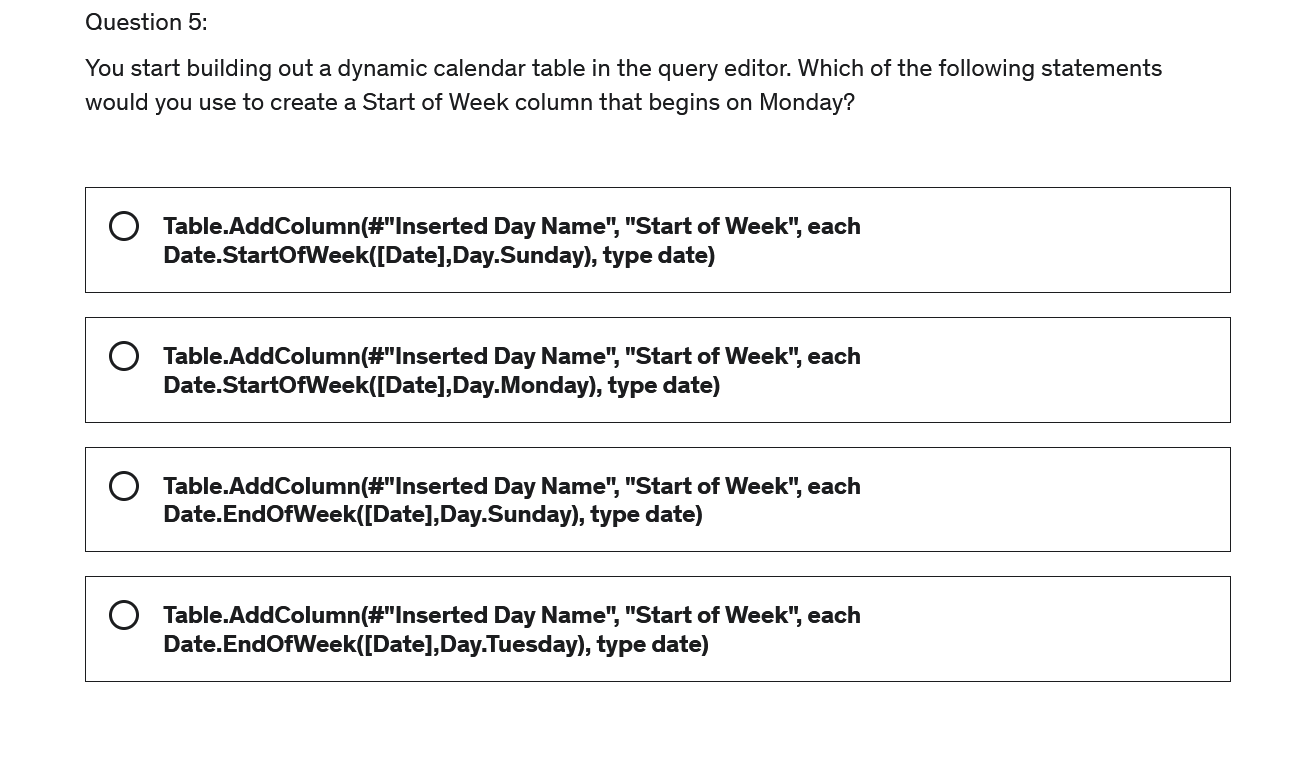 Question 5:
You start building out a dynamic calendar table in the query editor. Which of the following statements
would you use to create a Start of Week column that begins on Monday?
Table.AddColumn(#"Inserted Day Name", "Start of Week", each
Date.StartOfWeek([Date],Day.Sunday), type date)
Table.AddColumn(#"Inserted Day Name", "Start of Week", each
Date.StartOfWeek([Date],Day.Monday), type date)
Table.AddColumn(#"Inserted Day Name", "Start of Week", each
Date.EndOfWeek([Date],Day.Sunday), type date)
Table.AddColumn(#"Inserted Day Name", "Start of Week", each
Date.EndOfWeek([Date],Day.Tuesday), type date)